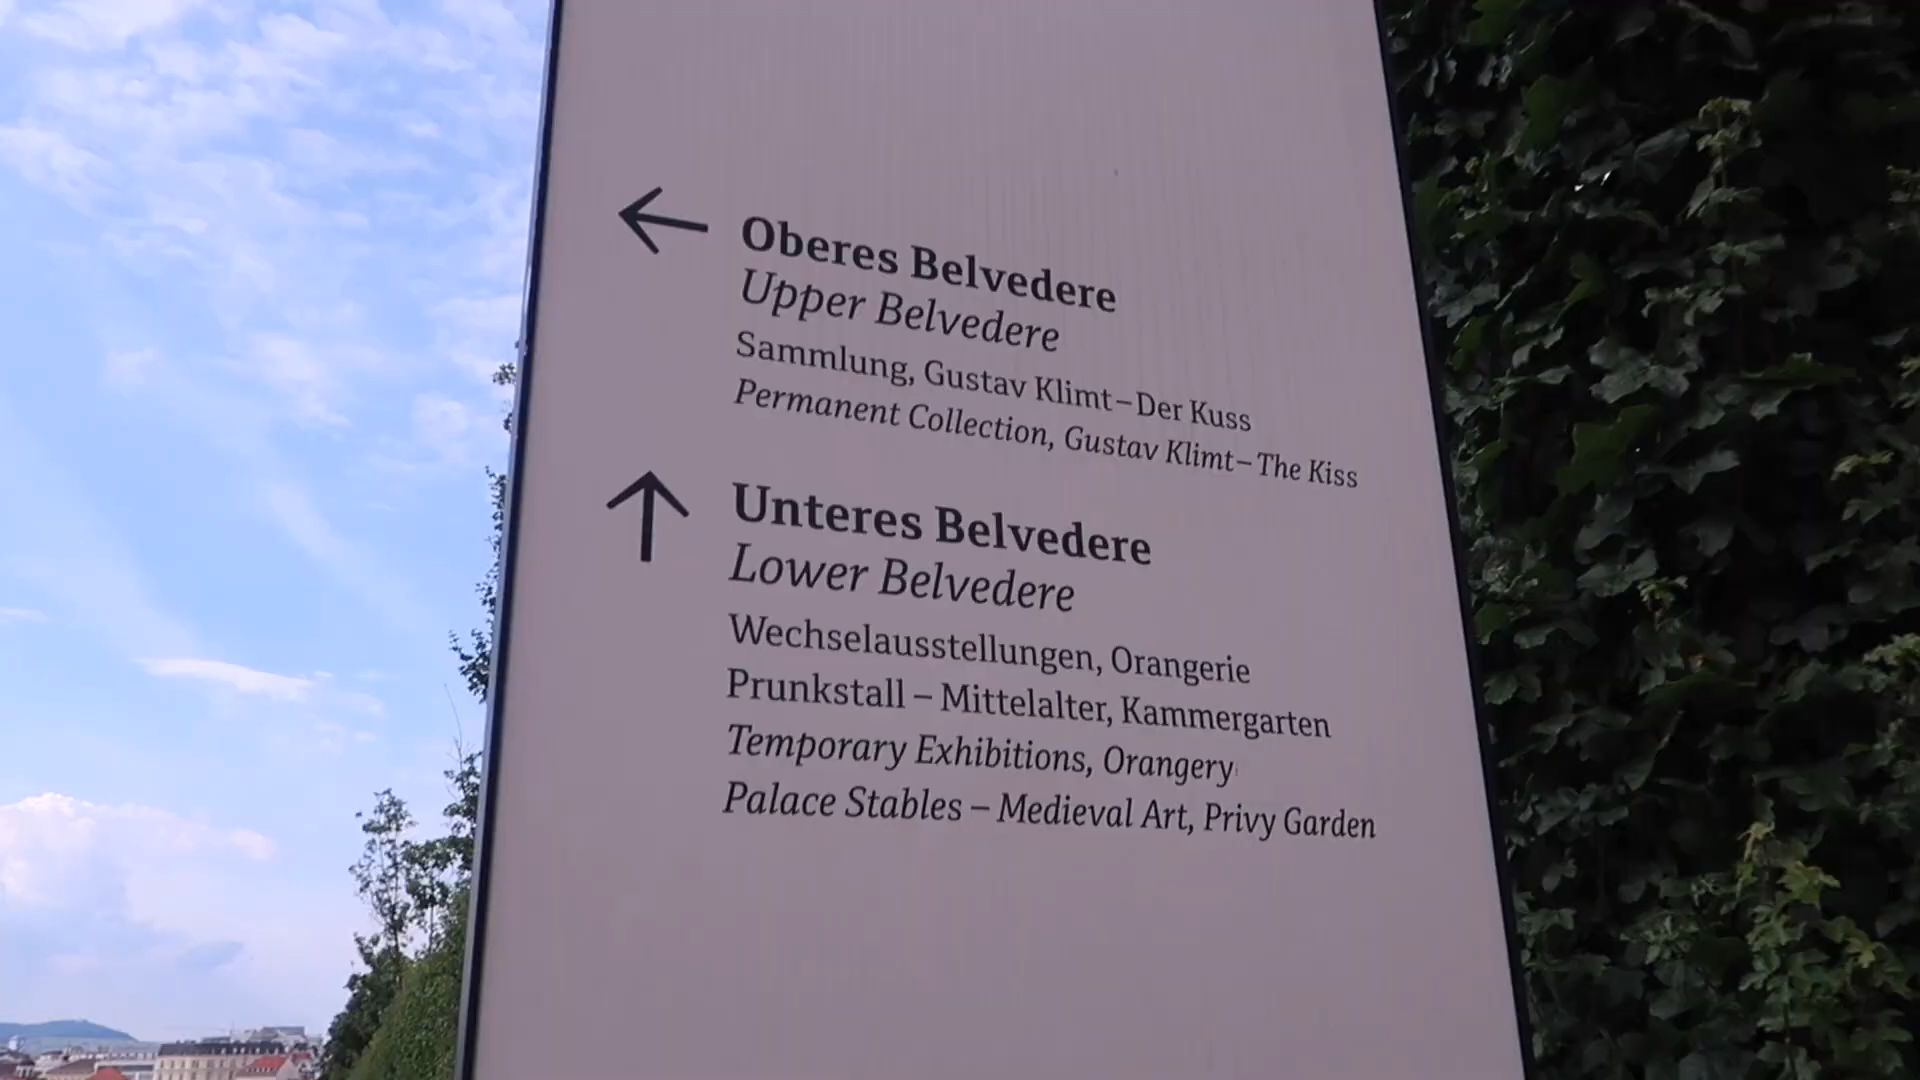 Oberes Belvedere
Upper Belvedere
Sammlung, Gustav Klimt – Der Kuss
Permanent Collection, Gustav Klimt – The Kiss
Unteres Belvedere
Lower Belvedere
Wechselausstellungen, Orangerie
Prunkstall – Mittelalter, Kammergarten
Temporary Exhibitions, Orangery
Palace Stables – Medieval Art, Privy Garden